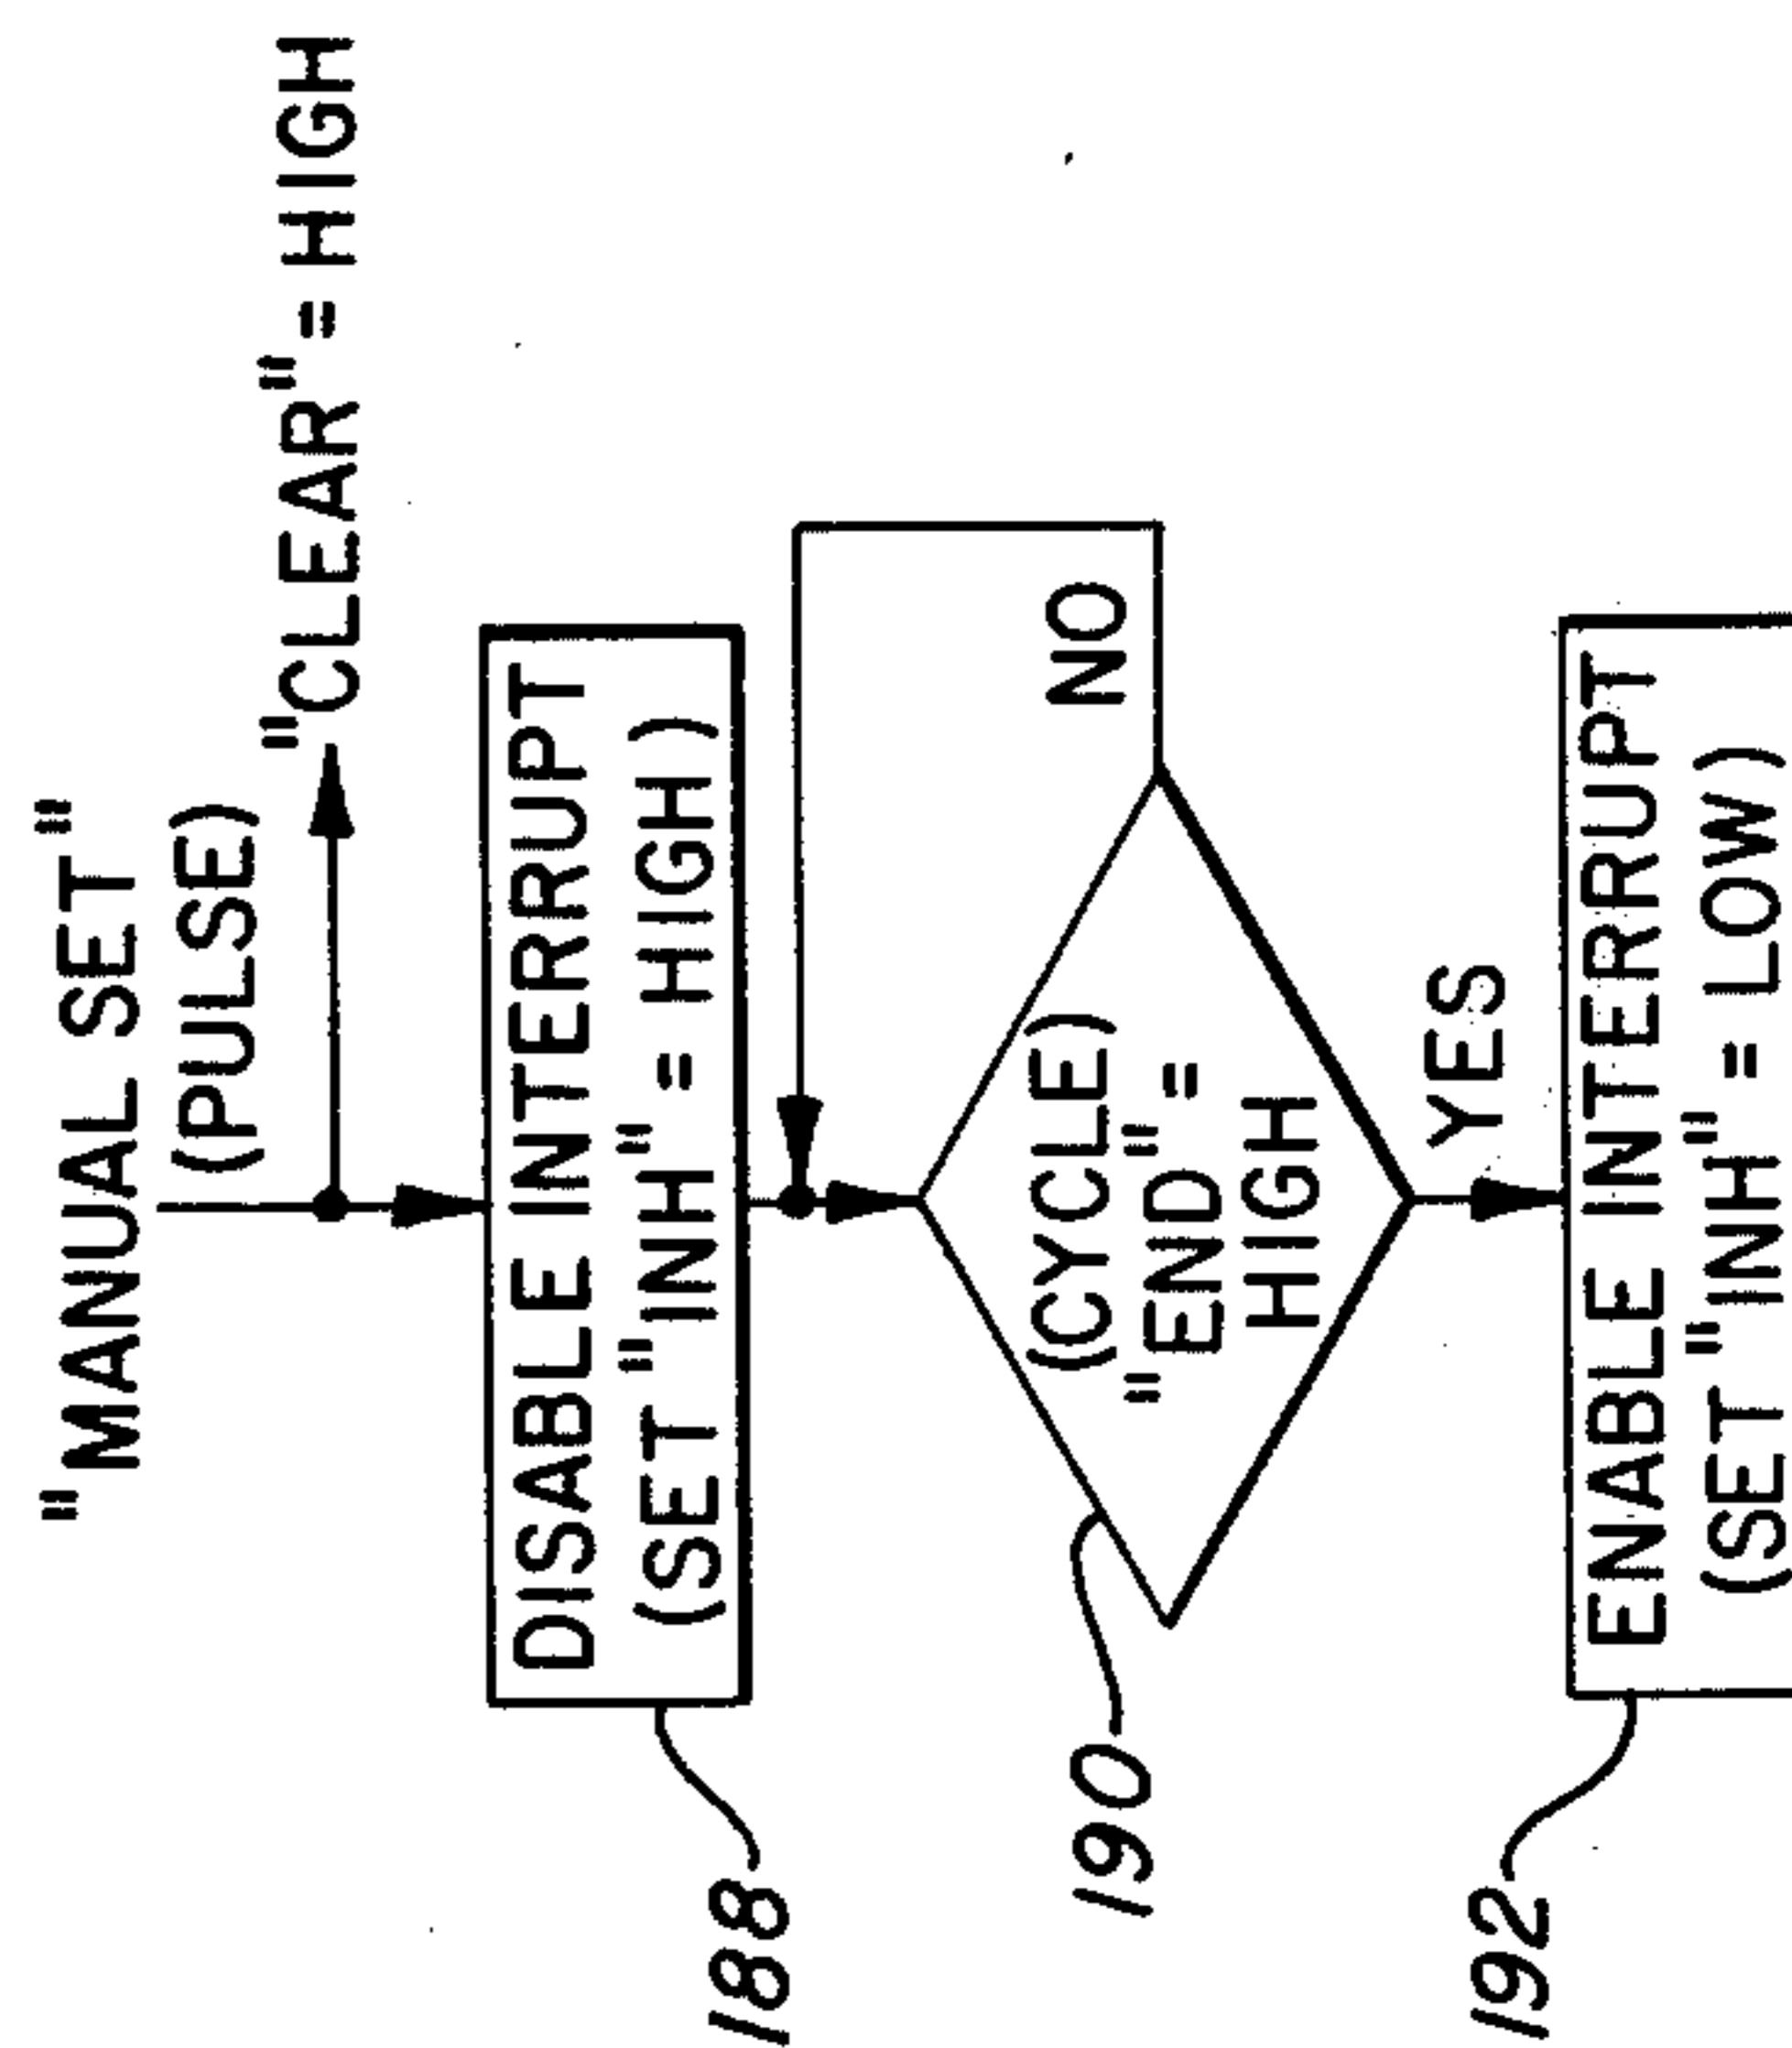 "MANUAL SET"
(PULSE)
"CLEAR" = HIGH
DISABLE INTERRUPT
(SET "INH" = HIGH)
188
(CYCLE)
"END" =
HIGH
NO
190
YES
ENABLE INTERRUPT
(SET "INH" = LOW)
192